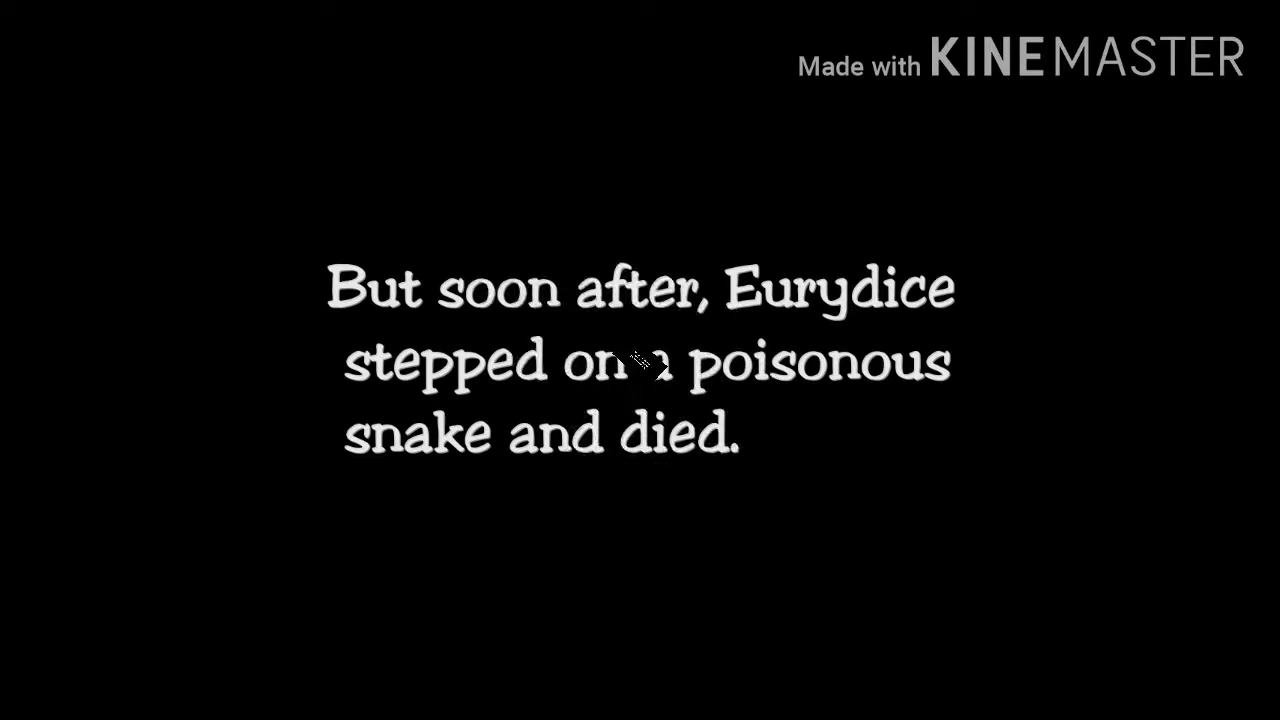 Made with KINEMASTER
But soon after, Eurydice
stepped on a poisonous
snake and died.